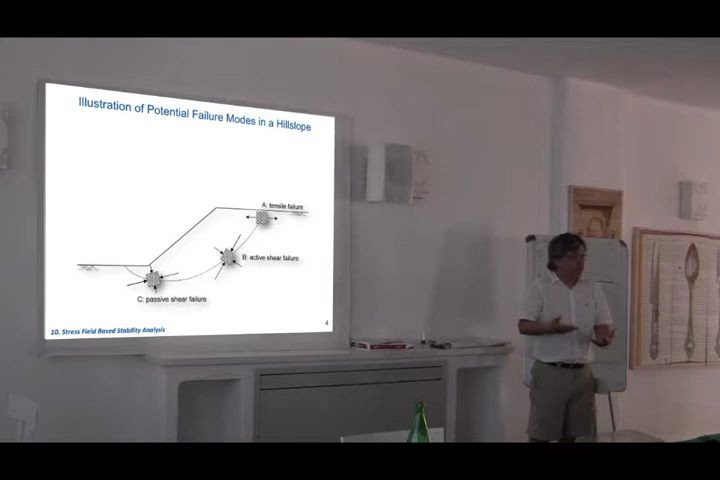 Illustration of Potential Failure Modes in a Hillslope
A: tensile failure
B: active shear failure
C: passive shear failure
10. Stress Field Based Stability Analysis
4